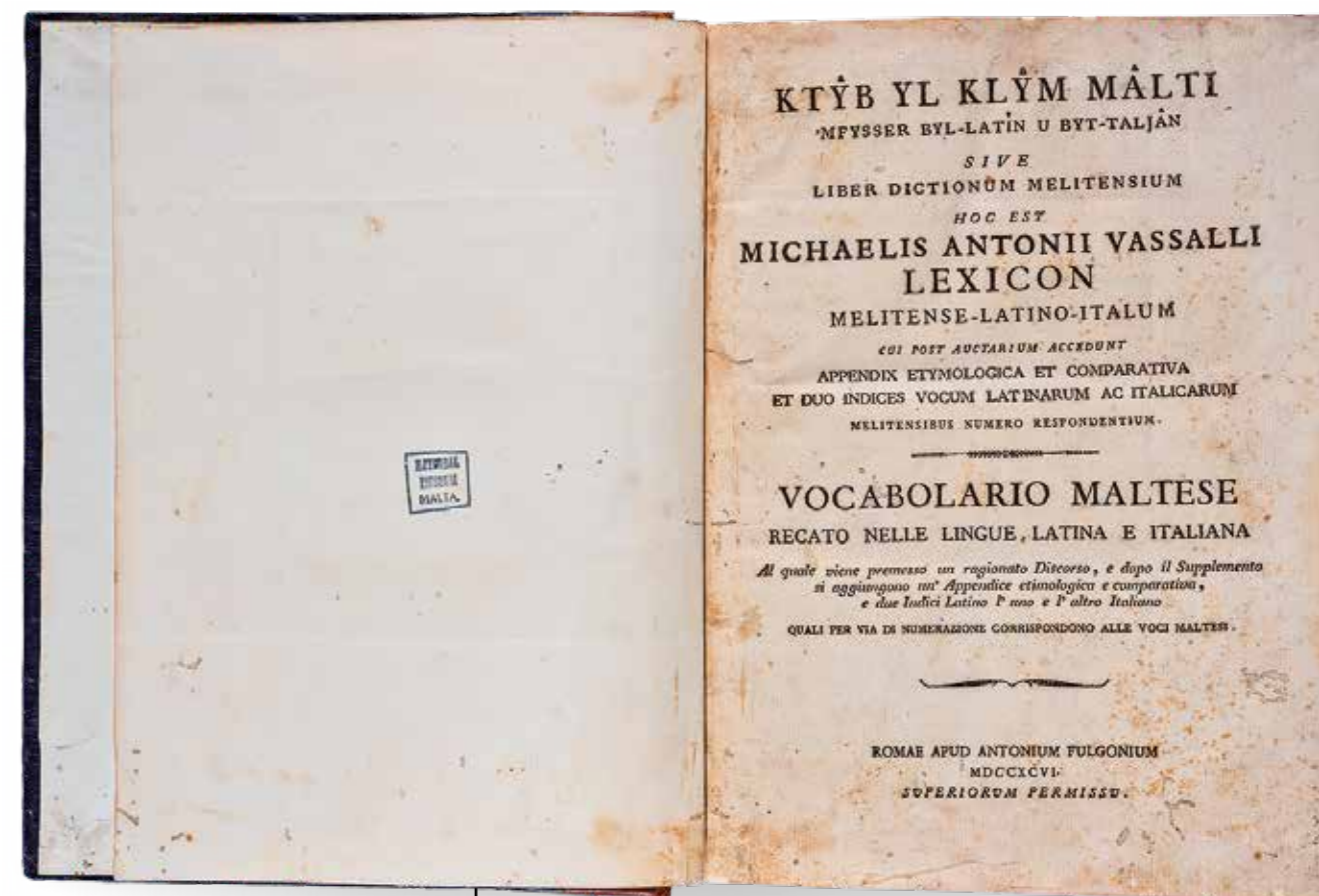 NATIONAL
MALTA.
KTŶB YL KLŶM MÂLTI
'MFYSSER BYL-LATIN U BYT-TALJÂN
SIVE
LIBER DICTIONUM MELITENSIUM
HOC EST
MICHAELIS ANTONII VASSALLI
LEXICON
MELITENSE-LATINO-ITALUM
CUI POST AUCTARIUM ACCEDUNT
APPENDIX ETYMOLOGICA ET COMPARATIVA
ET DUO INDICES VOCUM LATINARUM AC ITALICARUM
MELITENSIBUS NUMERO RESPONDENTIUM.
VOCABOLARIO MALTESE
RECATO NELLE LINGUE, LATINA E ITALIANA
Al quale viene premesso un ragionato Discorso, e dopo il Supplemento
si aggiungono un' Appendice etimologica e comparativa,
e due Indici Latino l' uno e l' altro Italiano
QUALI PER VIA DI NUMERAZIONE CORRISPONDONO ALLE VOCI MALTESI.
ROMAE APUD ANTONIUM FULGONIUM
MDCCXCVI.
SUPERIORUM PERMISSU.